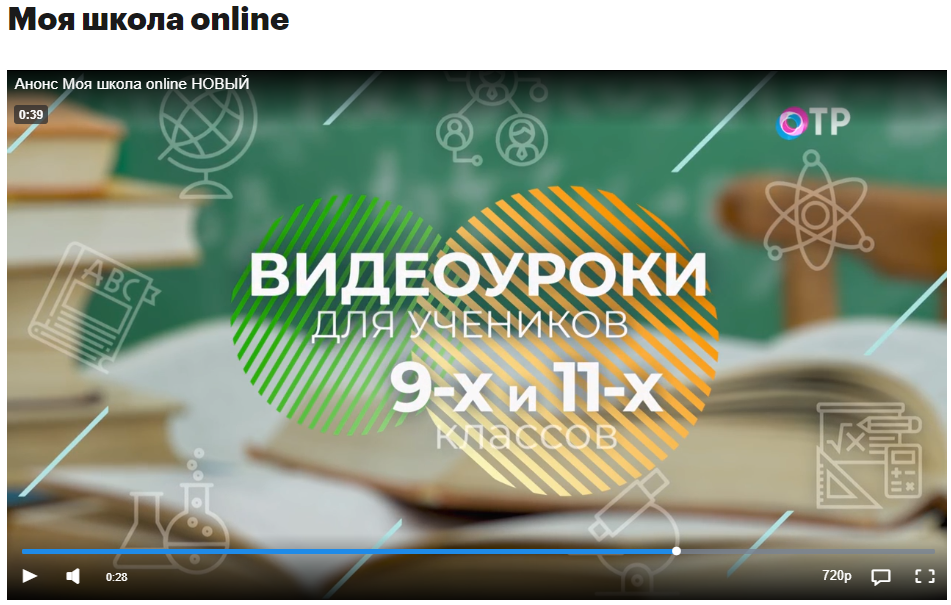 Моя школа online
Анонс Моя школа online НОВЫЙ
0:39
ОТР
ABC
ВИДЕОУРОКИ
ДЛЯ УЧЕНИКОВ
9-х и 11-х
классов
√x
0:28
720p